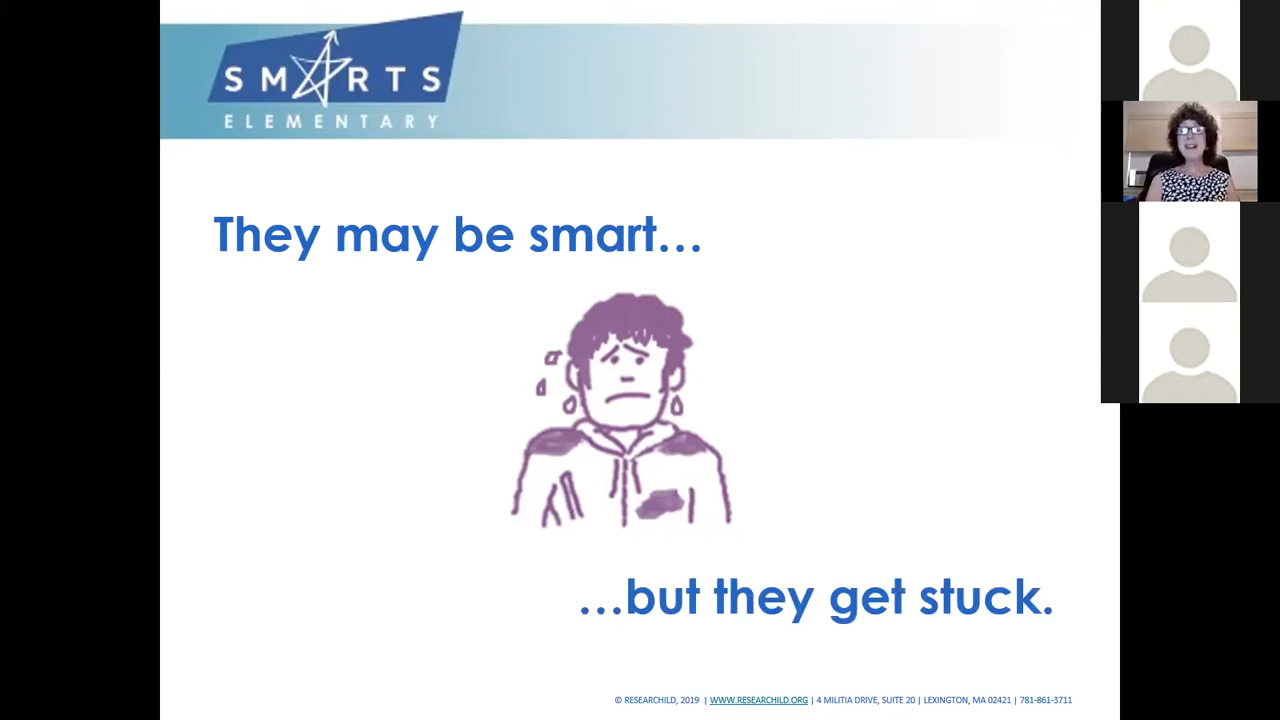 SMARTS
ELEMENTARY
They may be smart...
...but they get stuck.
© RESEARCHILD, 2019 | WWW.RESEARCHILD.ORG | 4 MILITIA DRIVE, SUITE 20 | LEXINGTON, MA 02421 | 781-861-3711